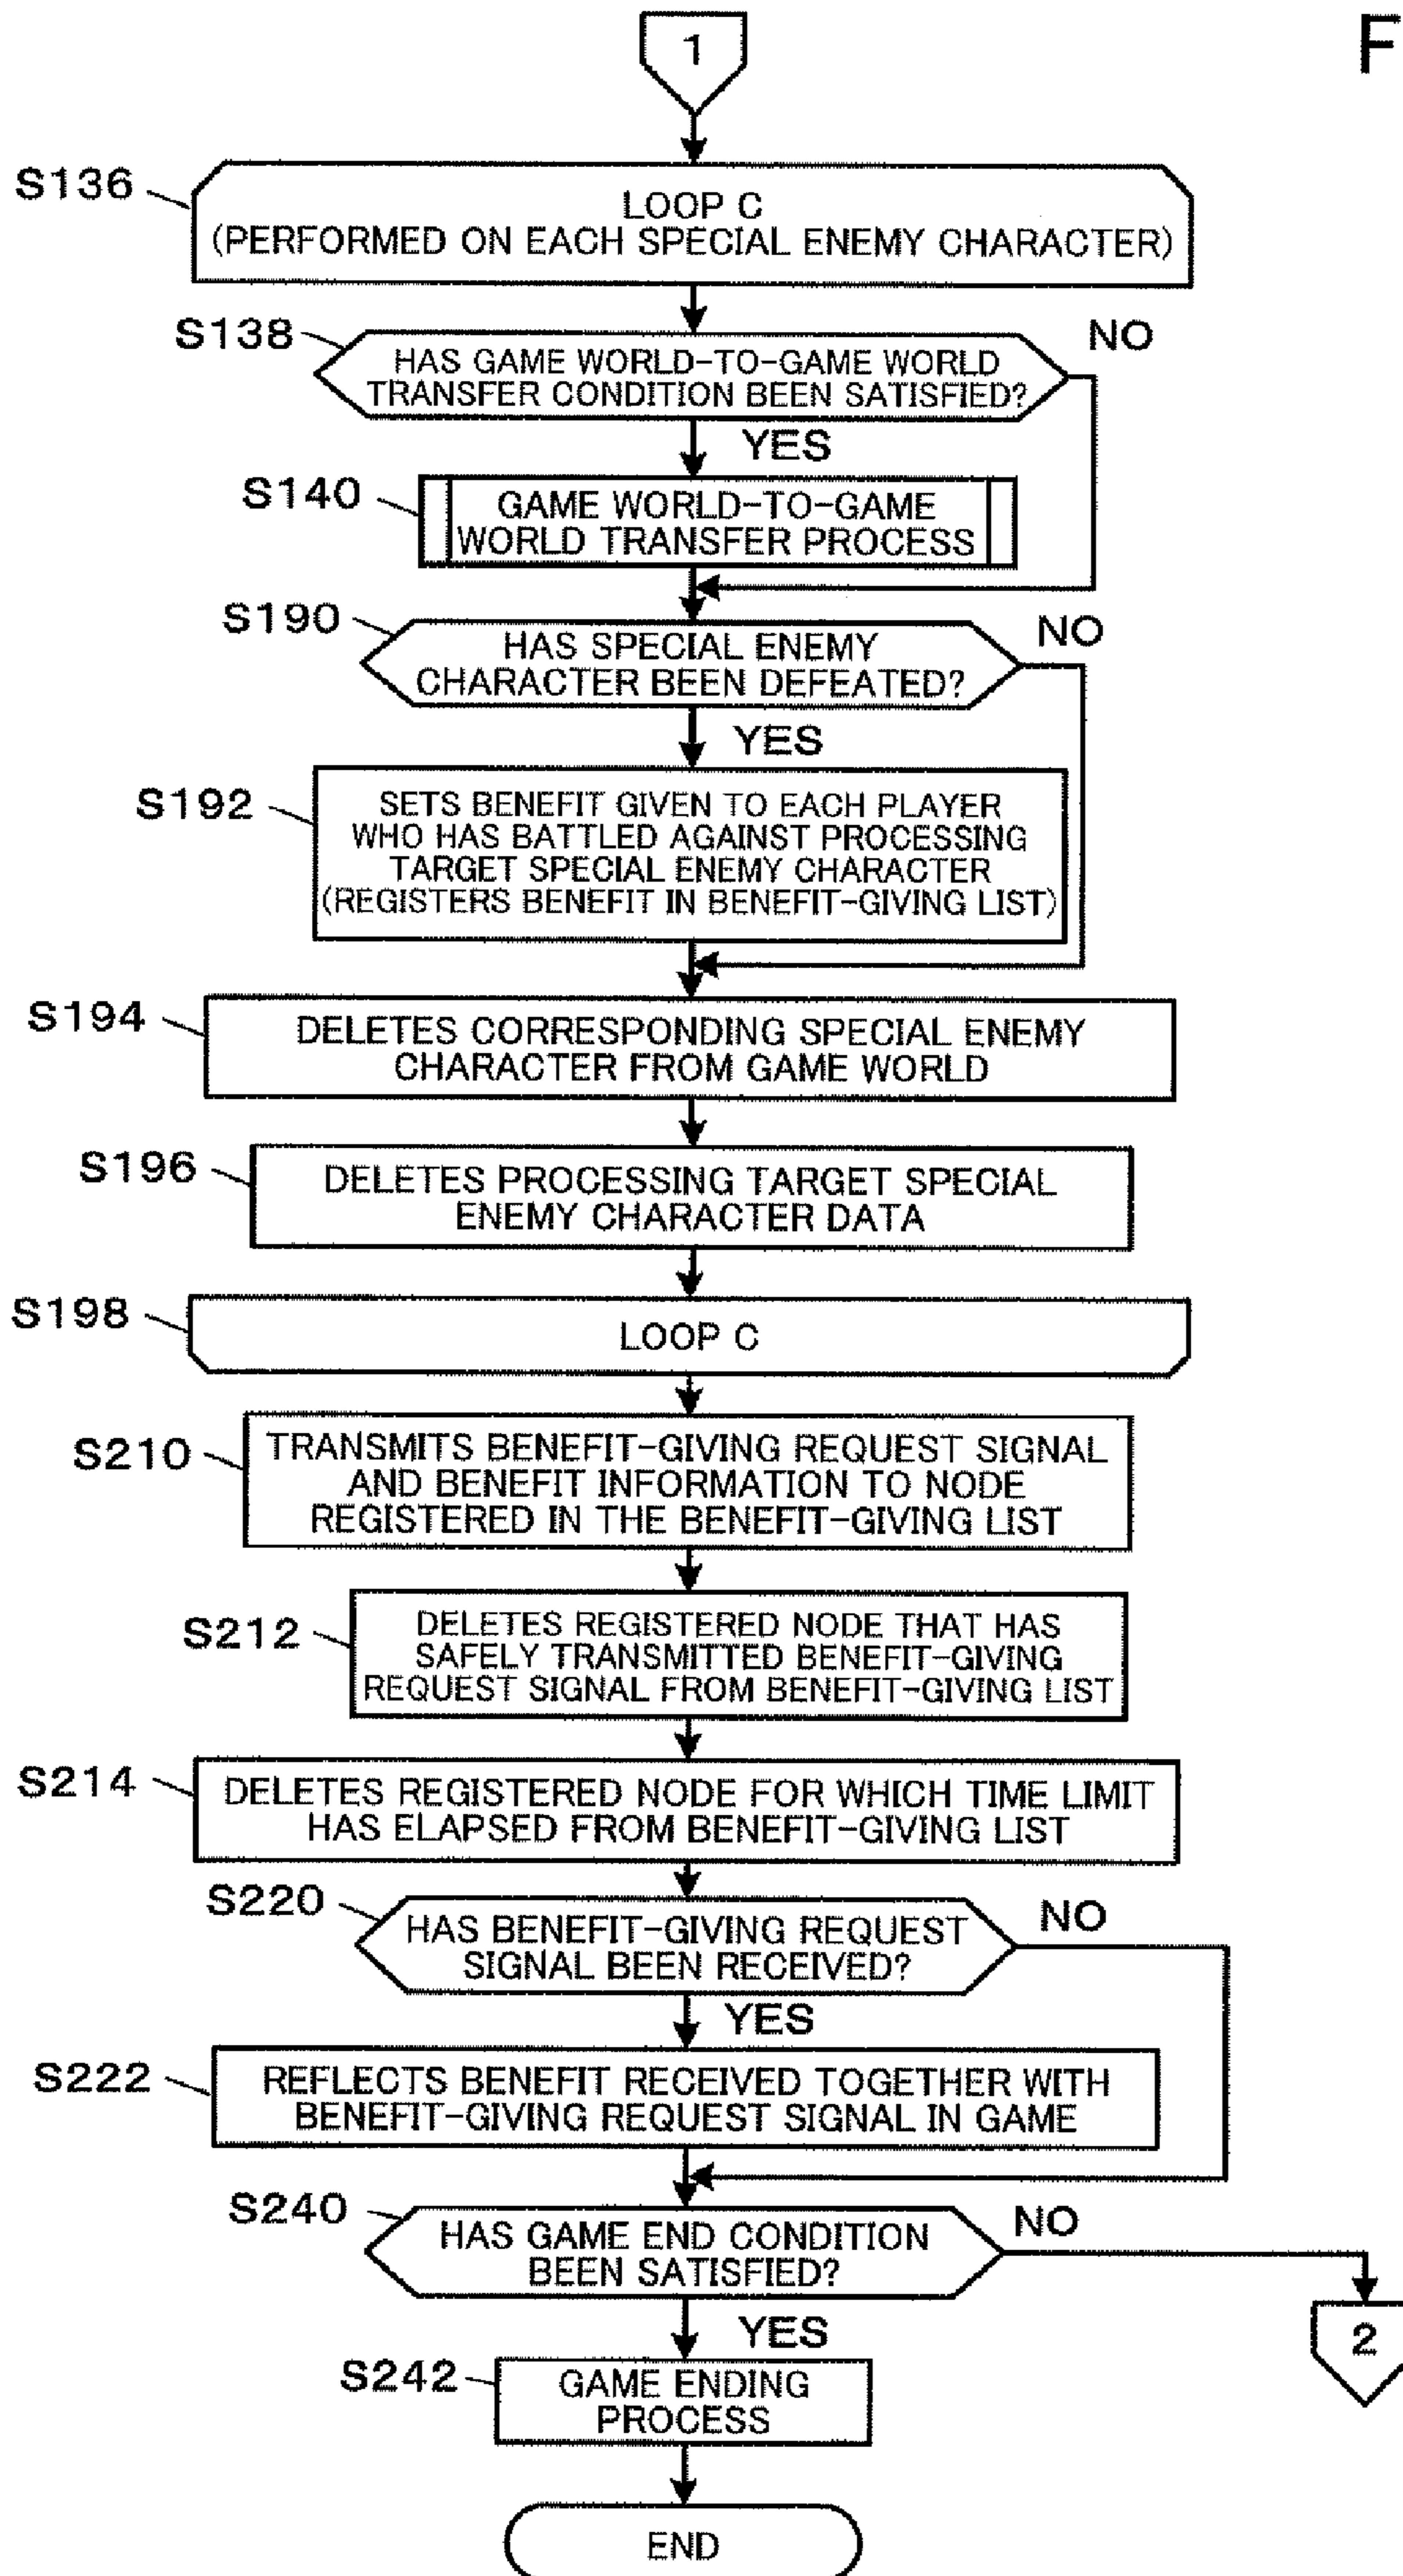 F
1
S136
LOOP C
(PERFORMED ON EACH SPECIAL ENEMY CHARACTER)
S138
NO
HAS GAME WORLD-TO-GAME WORLD
TRANSFER CONDITION BEEN SATISFIED?
YES
S140
GAME WORLD-TO-GAME
WORLD TRANSFER PROCESS
S190
NO
HAS SPECIAL ENEMY
CHARACTER BEEN DEFEATED?
YES
S192
SETS BENEFIT GIVEN TO EACH PLAYER
WHO HAS BATTLED AGAINST PROCESSING
TARGET SPECIAL ENEMY CHARACTER
(REGISTERS BENEFIT IN BENEFIT-GIVING LIST)
S194
DELETES CORRESPONDING SPECIAL ENEMY
CHARACTER FROM GAME WORLD
S196
DELETES PROCESSING TARGET SPECIAL
ENEMY CHARACTER DATA
S198
LOOP C
S210
TRANSMITS BENEFIT-GIVING REQUEST SIGNAL
AND BENEFIT INFORMATION TO NODE
REGISTERED IN THE BENEFIT-GIVING LIST
S212
DELETES REGISTERED NODE THAT HAS
SAFELY TRANSMITTED BENEFIT-GIVING
REQUEST SIGNAL FROM BENEFIT-GIVING LIST
S214
DELETES REGISTERED NODE FOR WHICH TIME LIMIT
HAS ELAPSED FROM BENEFIT-GIVING LIST
S220
NO
HAS BENEFIT-GIVING REQUEST
SIGNAL BEEN RECEIVED?
YES
S222
REFLECTS BENEFIT RECEIVED TOGETHER WITH
BENEFIT-GIVING REQUEST SIGNAL IN GAME
S240
NO
HAS GAME END CONDITION
BEEN SATISFIED?
YES
2
S242
GAME ENDING
PROCESS
END